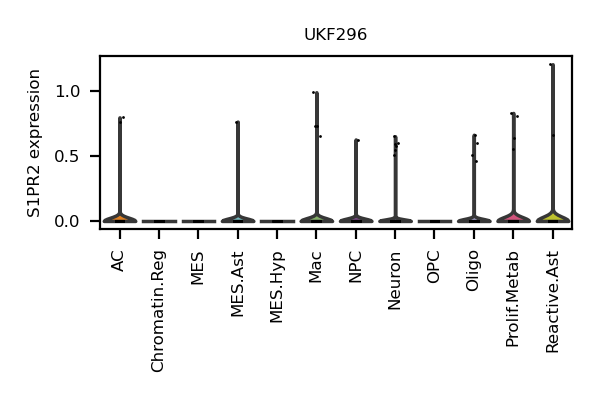 UKF296
S1PR2 expression
1.0
0.5
0.0
AC
Chromatin.Reg
MES
MES.Ast
MES.Hyp
Mac
NPC
Neuron
OPC
Oligo
Prolif.Metab
Reactive.Ast